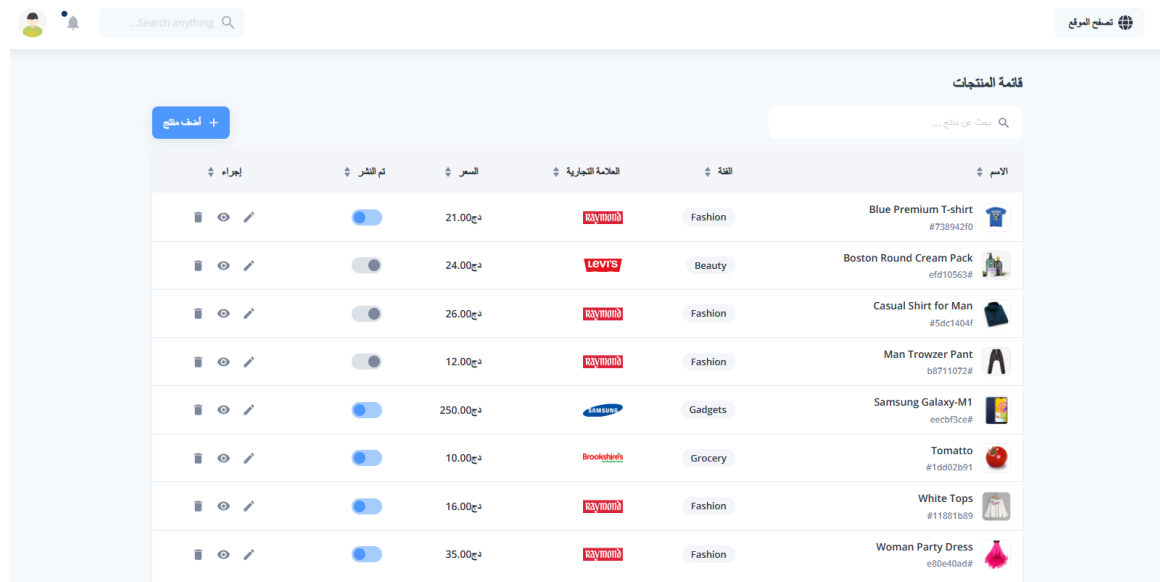 تصفح الموقع
Search anything...
قائمة المنتجات
بحث عن منتج ...
+ أضف منتج
الاسم الفئة العلامة التجارية السعر تم النشر إجراء
Blue Premium T-shirt Fashion Raymond 21.00دج
#738942f0
Boston Round Cream Pack Beauty Levi's 24.00دج
efd10563#
Casual Shirt for Man Fashion Raymond 26.00دج
#5dc1404f
Man Trowzer Pant Fashion Raymond 12.00دج
b8711072#
Samsung Galaxy-M1 Gadgets SAMSUNG 250.00دج
eecbf3ce#
Tomatto Grocery Brookshire's 10.00دج
#1dd02b91
White Tops Fashion Raymond 16.00دج
#11881b89
Woman Party Dress Fashion Raymond 35.00دج
e80e40ad#